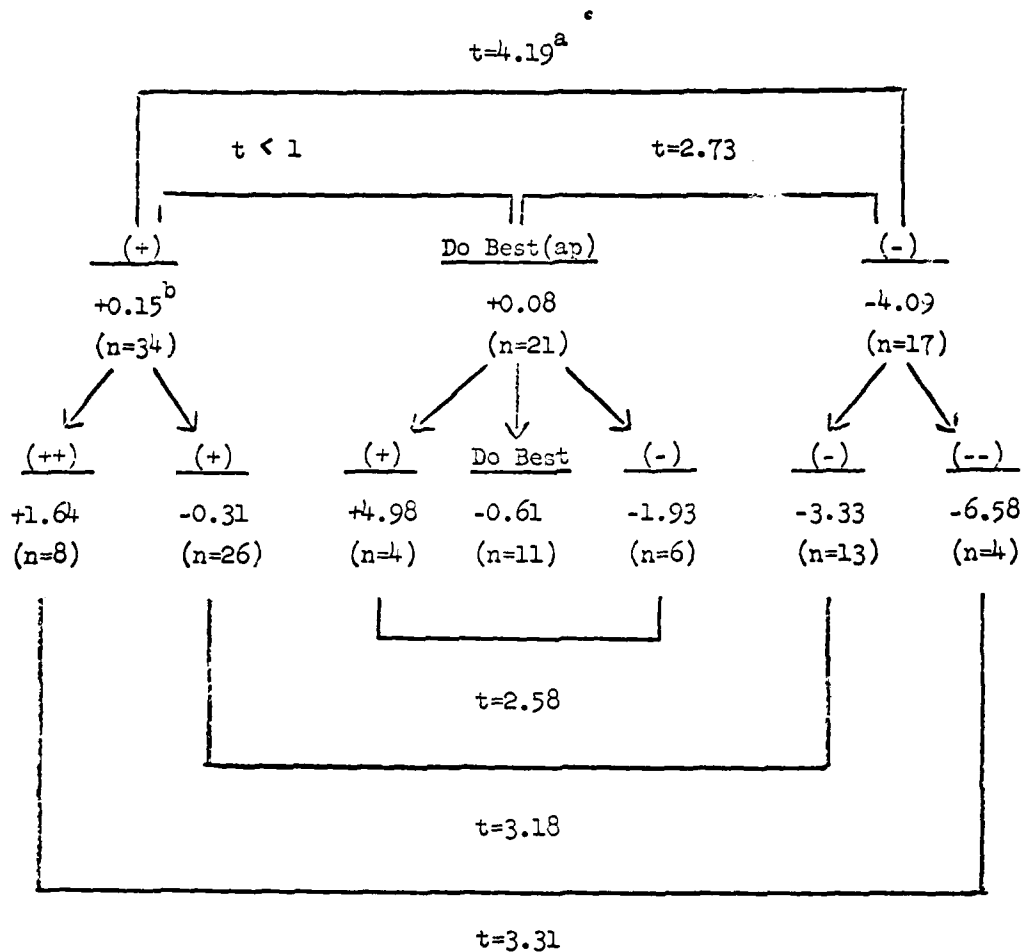 t=4.19a
t < 1 t=2.73
(+) Do Best(ap) (-)
+0.15b +0.08 -4.09
(n=34) (n=21) (n=17)
(++) (+) (+) Do Best (-) (-) (--)
+1.64 -0.31 +4.98 -0.61 -1.93 -3.33 -6.58
(n=8) (n=26) (n=4) (n=11) (n=6) (n=13) (n=4)
t=2.58
t=3.18
t=3.31